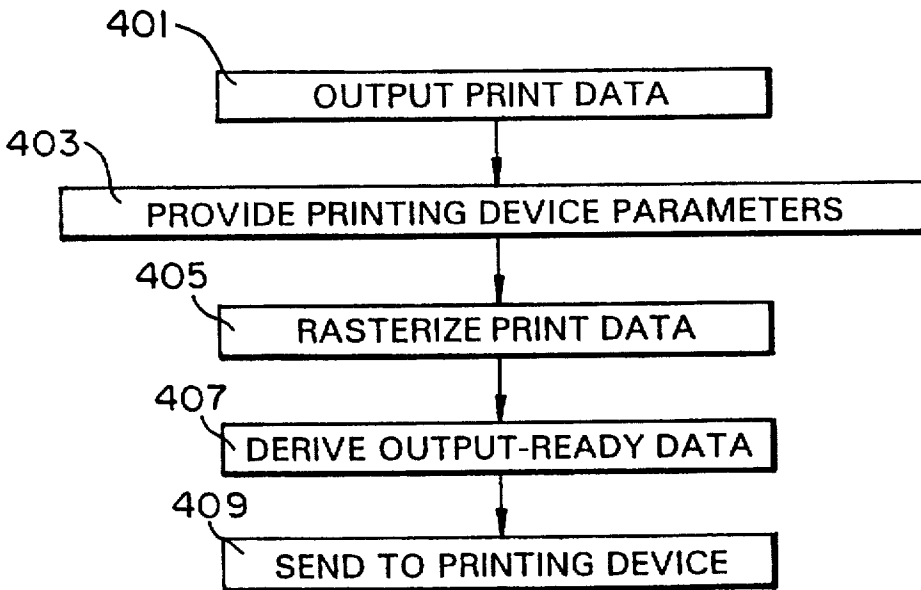 401
OUTPUT PRINT DATA
403
PROVIDE PRINTING DEVICE PARAMETERS
405
RASTERIZE PRINT DATA
407
DERIVE OUTPUT-READY DATA
409
SEND TO PRINTING DEVICE